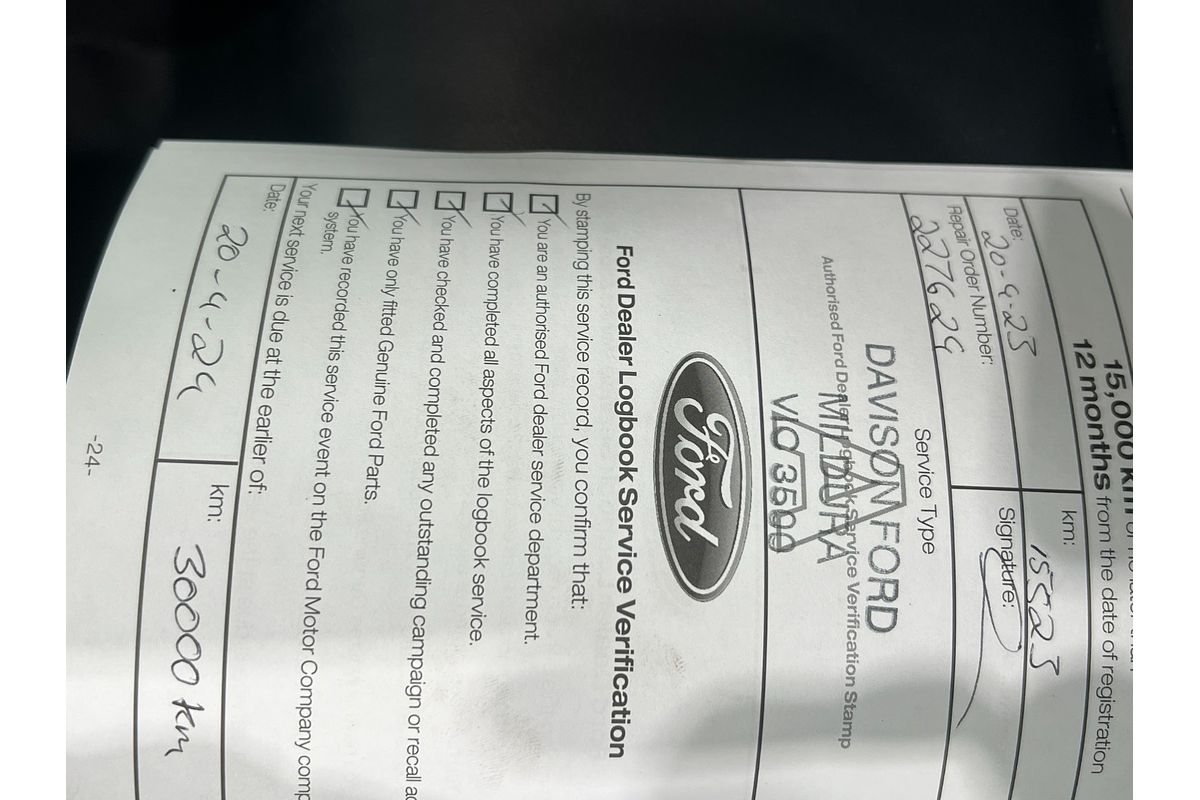 15,000 km or no later than
12 months from the date of registration
Date: 20-4-23
km: 15523
Repair Order Number: 227629
Signature:
Service Type
DAVISON FORD
MILDURA
VIC 3500
Authorised Ford Dealer Logbook Service Verification Stamp
Ford
Ford Dealer Logbook Service Verification
By stamping this service record, you confirm that:
You are an authorised Ford dealer service department.
You have completed all aspects of the logbook service.
You have checked and completed any outstanding campaign or recall
You have only fitted Genuine Ford Parts.
You have recorded this service event on the Ford Motor Company
system.
Your next service is due at the earlier of:
Date: 20-4-24
km: 30000 km
-24-